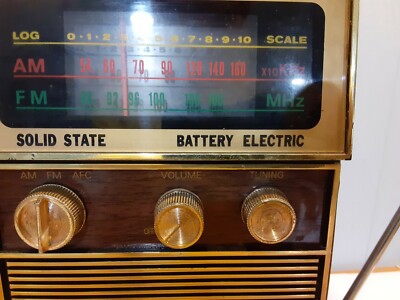 LOG 0-1-2-3-4-5-6-7-8-9-10 SCALE
AM 54 60 70 90 120 140 160 X10 KHz
FM 88 92 96 100 MHz
SOLID STATE BATTERY ELECTRIC
AM FM AFC VOLUME TUNING